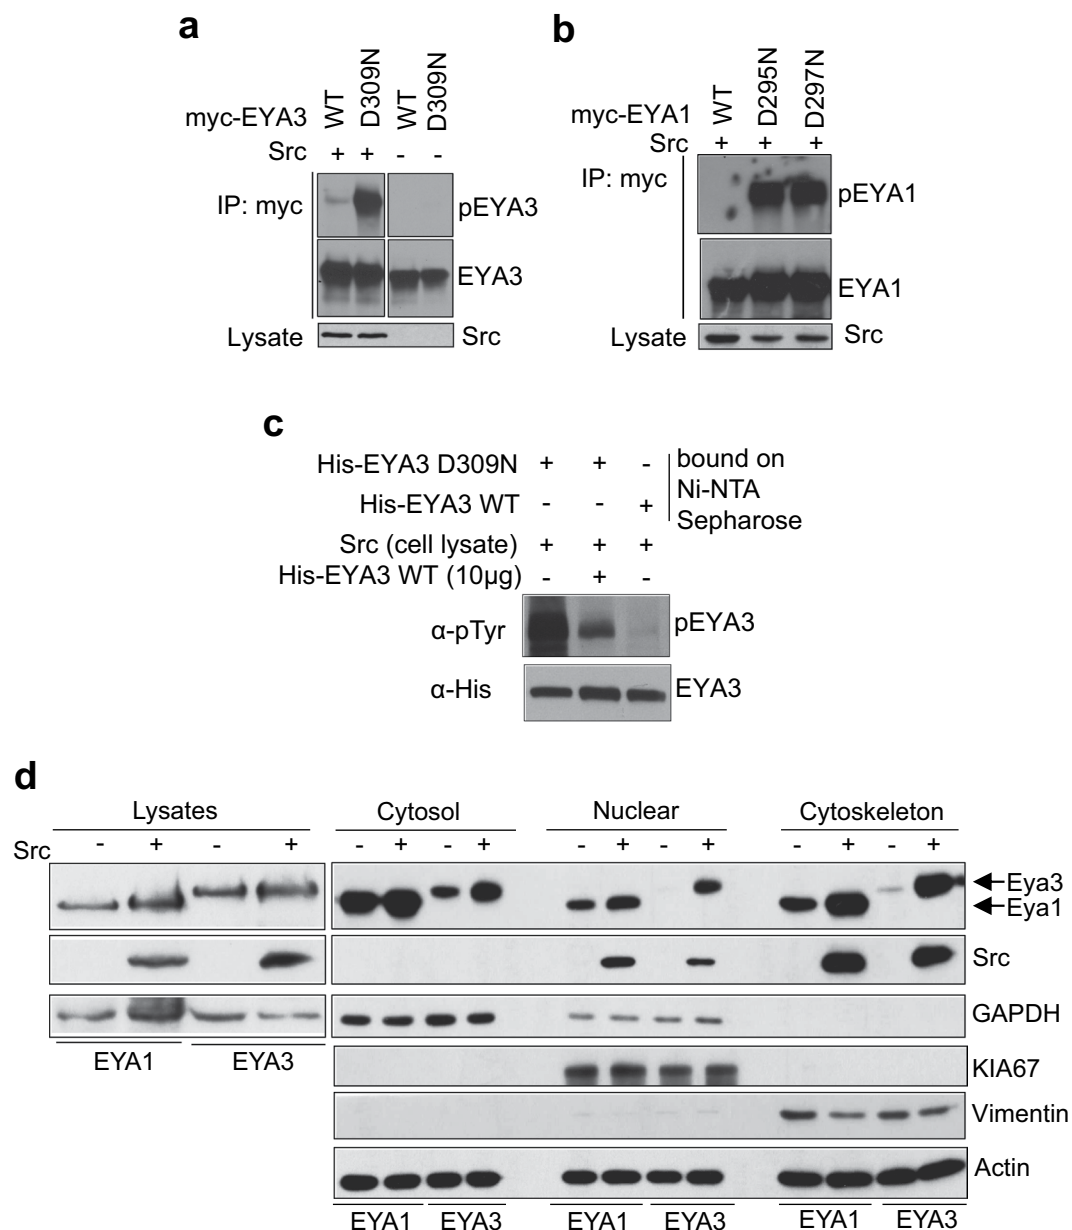 a
myc-EYA3 WT D309N WT D309N
Src + + - -
IP: myc pEYA3
EYA3
Lysate Src
b
myc-EYA1 WT D295N D297N
Src + + +
IP: myc pEYA1
EYA1
Lysate Src
c
His-EYA3 D309N + + - bound on
Ni-NTA
His-EYA3 WT - - + Sepharose
Src (cell lysate) + + +
His-EYA3 WT (10µg) - + -
α-pTyr pEYA3
α-His EYA3
d
Lysates Cytosol Nuclear Cytoskeleton
Src - + - + - + - + - + - + - + - +
Eya3
Eya1
Src
GAPDH
EYA1 EYA3
KIA67
Vimentin
Actin
EYA1 EYA3 EYA1 EYA3 EYA1 EYA3